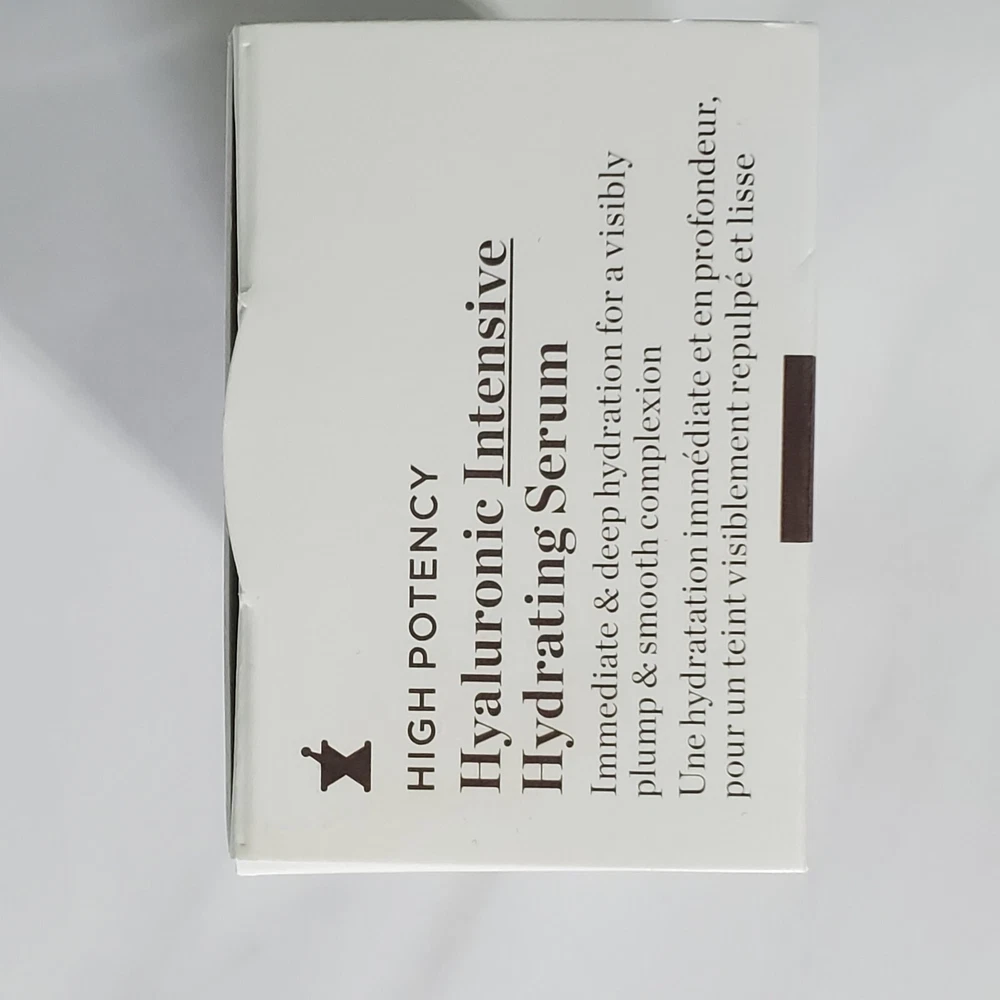 HIGH POTENCY
Hyaluronic Intensive
Hydrating Serum
Immediate & deep hydration for a visibly
plump & smooth complexion
Une hydratation immédiate et en profondeur,
pour un teint visiblement repulpé et lisse